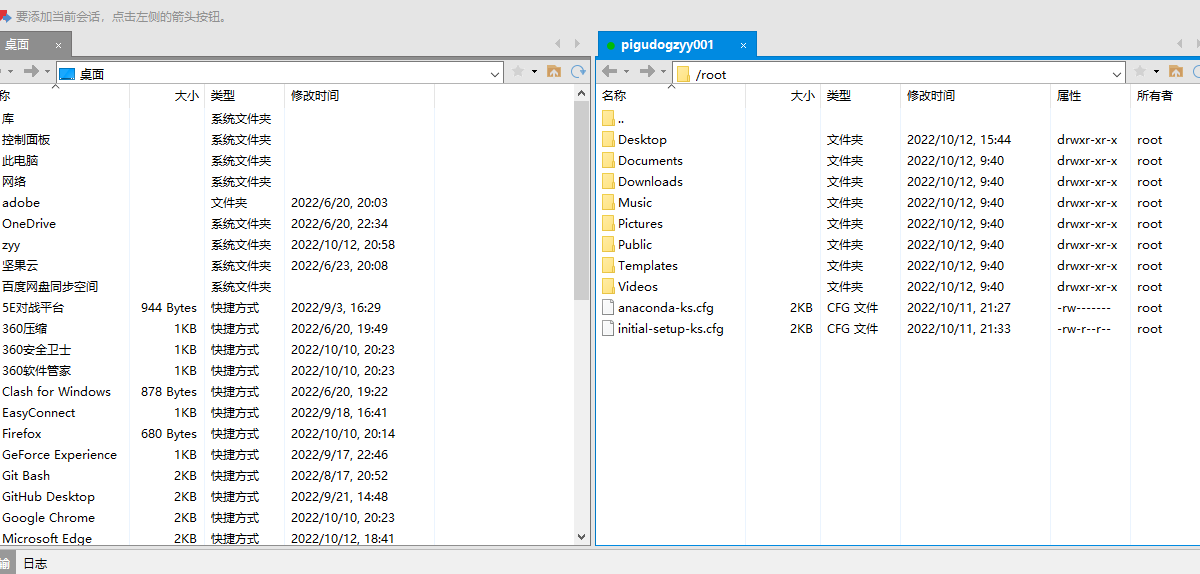 要添加当前会话，点击左侧的箭头按钮。
桌面 ×
桌面
称 大小 类型 修改时间
库 系统文件夹
控制面板 系统文件夹
此电脑 系统文件夹
网络 系统文件夹
adobe 文件夹 2022/6/20, 20:03
OneDrive 系统文件夹 2022/6/20, 22:34
zyy 系统文件夹 2022/10/12, 20:58
坚果云 系统文件夹 2022/6/23, 20:08
百度网盘同步空间 系统文件夹
5E对战平台 944 Bytes 快捷方式 2022/9/3, 16:29
360压缩 1KB 快捷方式 2022/6/20, 19:49
360安全卫士 1KB 快捷方式 2022/10/10, 20:23
360软件管家 1KB 快捷方式 2022/10/10, 20:23
Clash for Windows 878 Bytes 快捷方式 2022/6/20, 19:22
EasyConnect 1KB 快捷方式 2022/9/18, 16:41
Firefox 680 Bytes 快捷方式 2022/10/10, 20:14
GeForce Experience 1KB 快捷方式 2022/9/17, 22:46
Git Bash 2KB 快捷方式 2022/8/17, 20:52
GitHub Desktop 2KB 快捷方式 2022/9/21, 14:48
Google Chrome 2KB 快捷方式 2022/10/10, 20:23
Microsoft Edge 2KB 快捷方式 2022/10/12, 18:41
pigudogzyy001 ×
/root
名称 大小 类型 修改时间 属性 所有者
..
Desktop 文件夹 2022/10/12, 15:44 drwxr-xr-x root
Documents 文件夹 2022/10/12, 9:40 drwxr-xr-x root
Downloads 文件夹 2022/10/12, 9:40 drwxr-xr-x root
Music 文件夹 2022/10/12, 9:40 drwxr-xr-x root
Pictures 文件夹 2022/10/12, 9:40 drwxr-xr-x root
Public 文件夹 2022/10/12, 9:40 drwxr-xr-x root
Templates 文件夹 2022/10/12, 9:40 drwxr-xr-x root
Videos 文件夹 2022/10/12, 9:40 drwxr-xr-x root
anaconda-ks.cfg 2KB CFG 文件 2022/10/11, 21:27 -rw------- root
initial-setup-ks.cfg 2KB CFG 文件 2022/10/11, 21:33 -rw-r--r-- root
输 日志